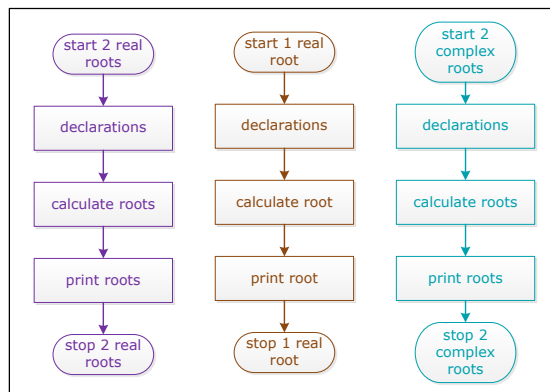 start 2 real
roots
declarations
calculate roots
print roots
stop 2 real
roots
start 1 real
root
declarations
calculate root
print root
stop 1 real
root
start 2
complex
roots
declarations
calculate roots
print roots
stop 2
complex
roots